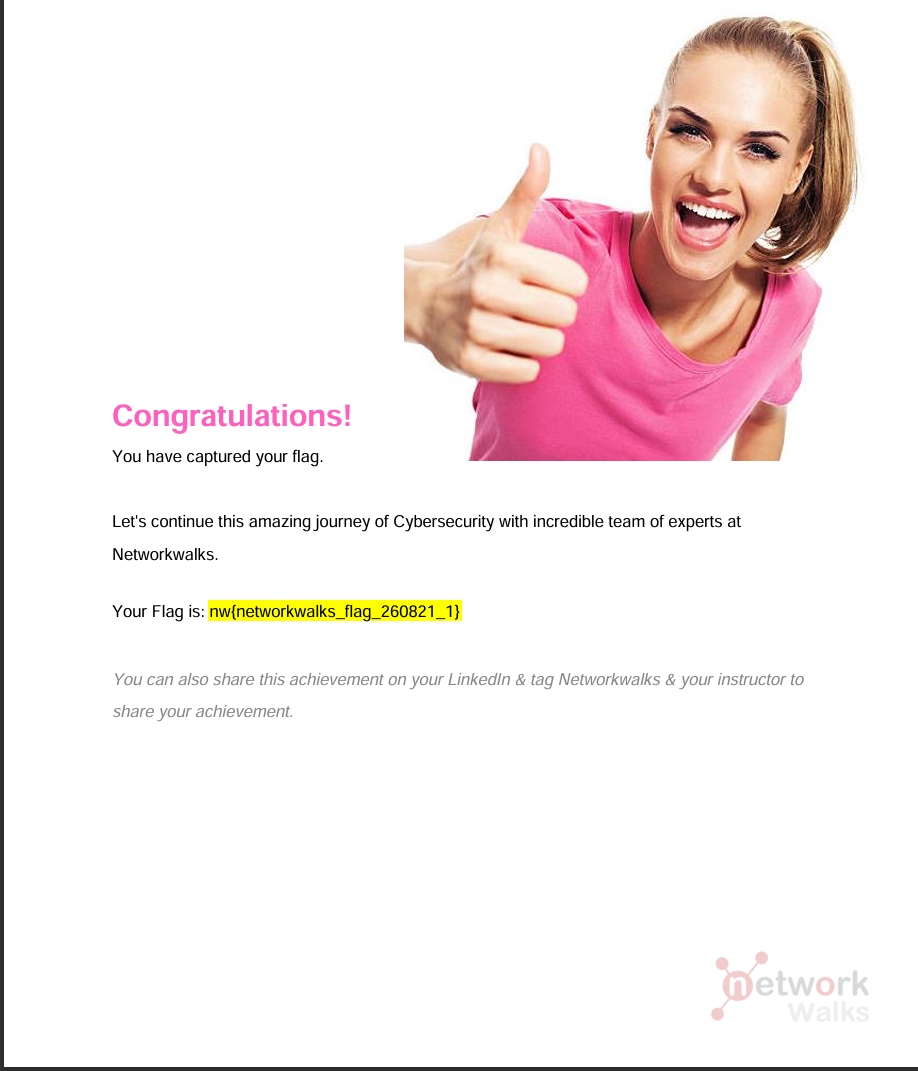 Congratulations!
You have captured your flag.
Let's continue this amazing journey of Cybersecurity with incredible team of experts at
Networkwalks.
Your Flag is: nw{networkwalks_flag_260821_1}
You can also share this achievement on your LinkedIn & tag Networkwalks & your instructor to
share your achievement.
network
Walks